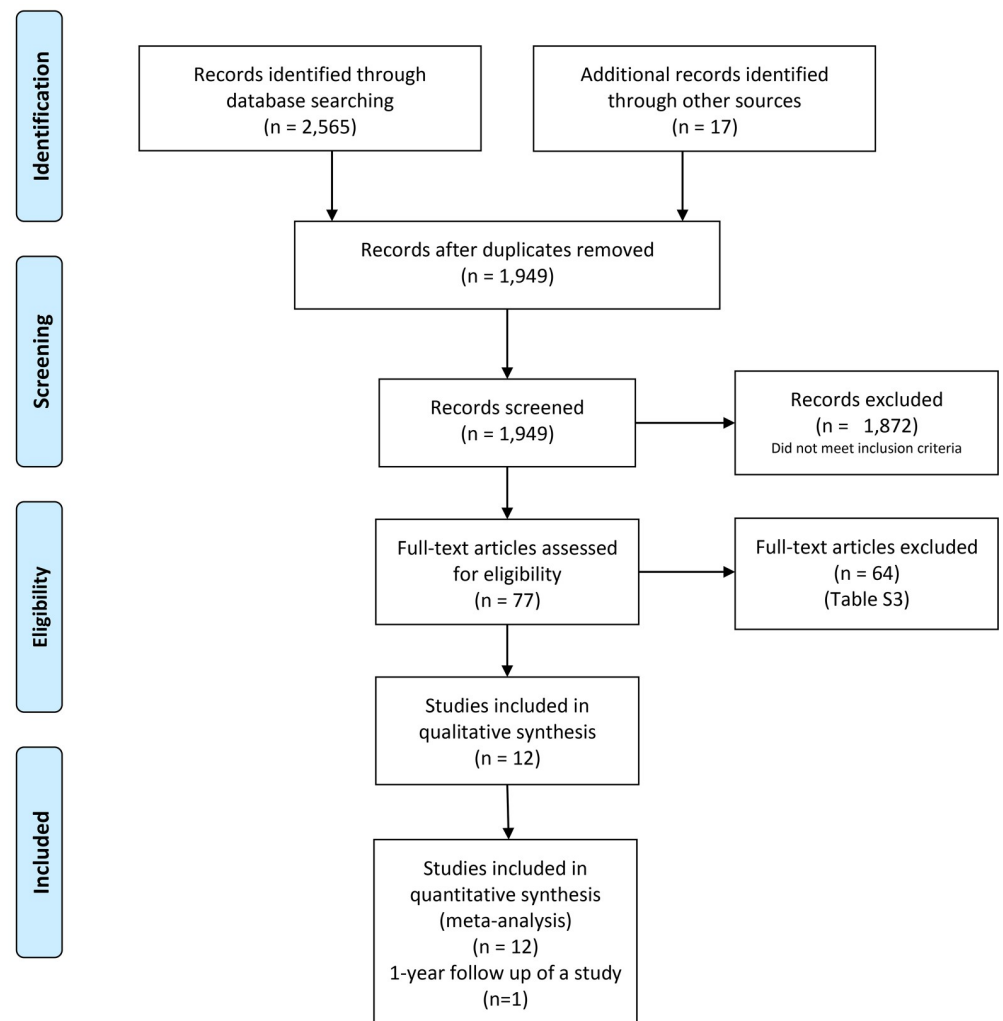 Identification
Records identified through
database searching
(n = 2,565)
Additional records identified
through other sources
(n = 17)
Records after duplicates removed
(n = 1,949)
Screening
Records screened
(n = 1,949)
Records excluded
(n = 1,872)
Did not meet inclusion criteria
Eligibility
Full-text articles assessed
for eligibility
(n = 77)
Full-text articles excluded
(n = 64)
(Table S3)
Studies included in
qualitative synthesis
(n = 12)
Included
Studies included in
quantitative synthesis
(meta-analysis)
(n = 12)
1-year follow up of a study
(n=1)